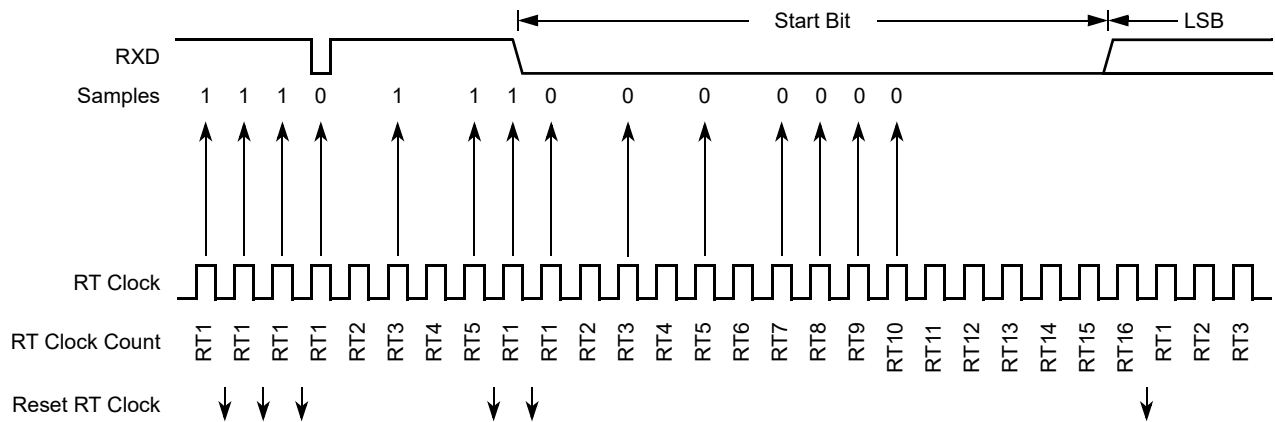 Start Bit LSB
RXD
Samples 1 1 1 0 1 1 1 0 0 0 0 0 0 0
RT Clock
RT Clock Count RT1 RT1 RT1 RT1 RT2 RT3 RT4 RT5 RT1 RT1 RT2 RT3 RT4 RT5 RT6 RT7 RT8 RT9 RT10 RT11 RT12 RT13 RT14 RT15 RT16 RT1 RT2 RT3
Reset RT Clock